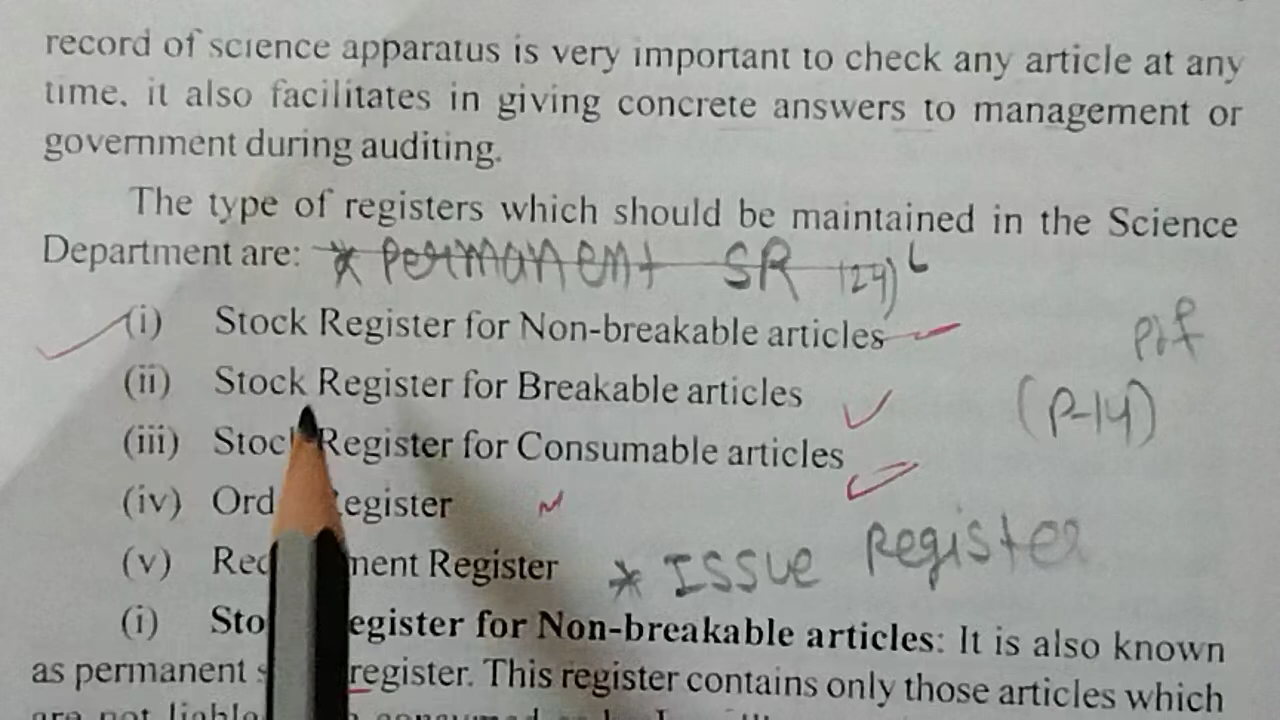 record of science apparatus is very important to check any article at any
time. it also facilitates in giving concrete answers to management or
government during auditing.
The type of registers which should be maintained in the Science
Department are: * Permanent SR (24)
(i) Stock Register for Non-breakable articles
(ii) Stock Register for Breakable articles
(iii) Stock Register for Consumable articles
(iv) Ord egister
(v) Req ment Register * Issue Register
(P-14)
(i) Sto egister for Non-breakable articles: It is also known
as permanent register. This register contains only those articles which
are not